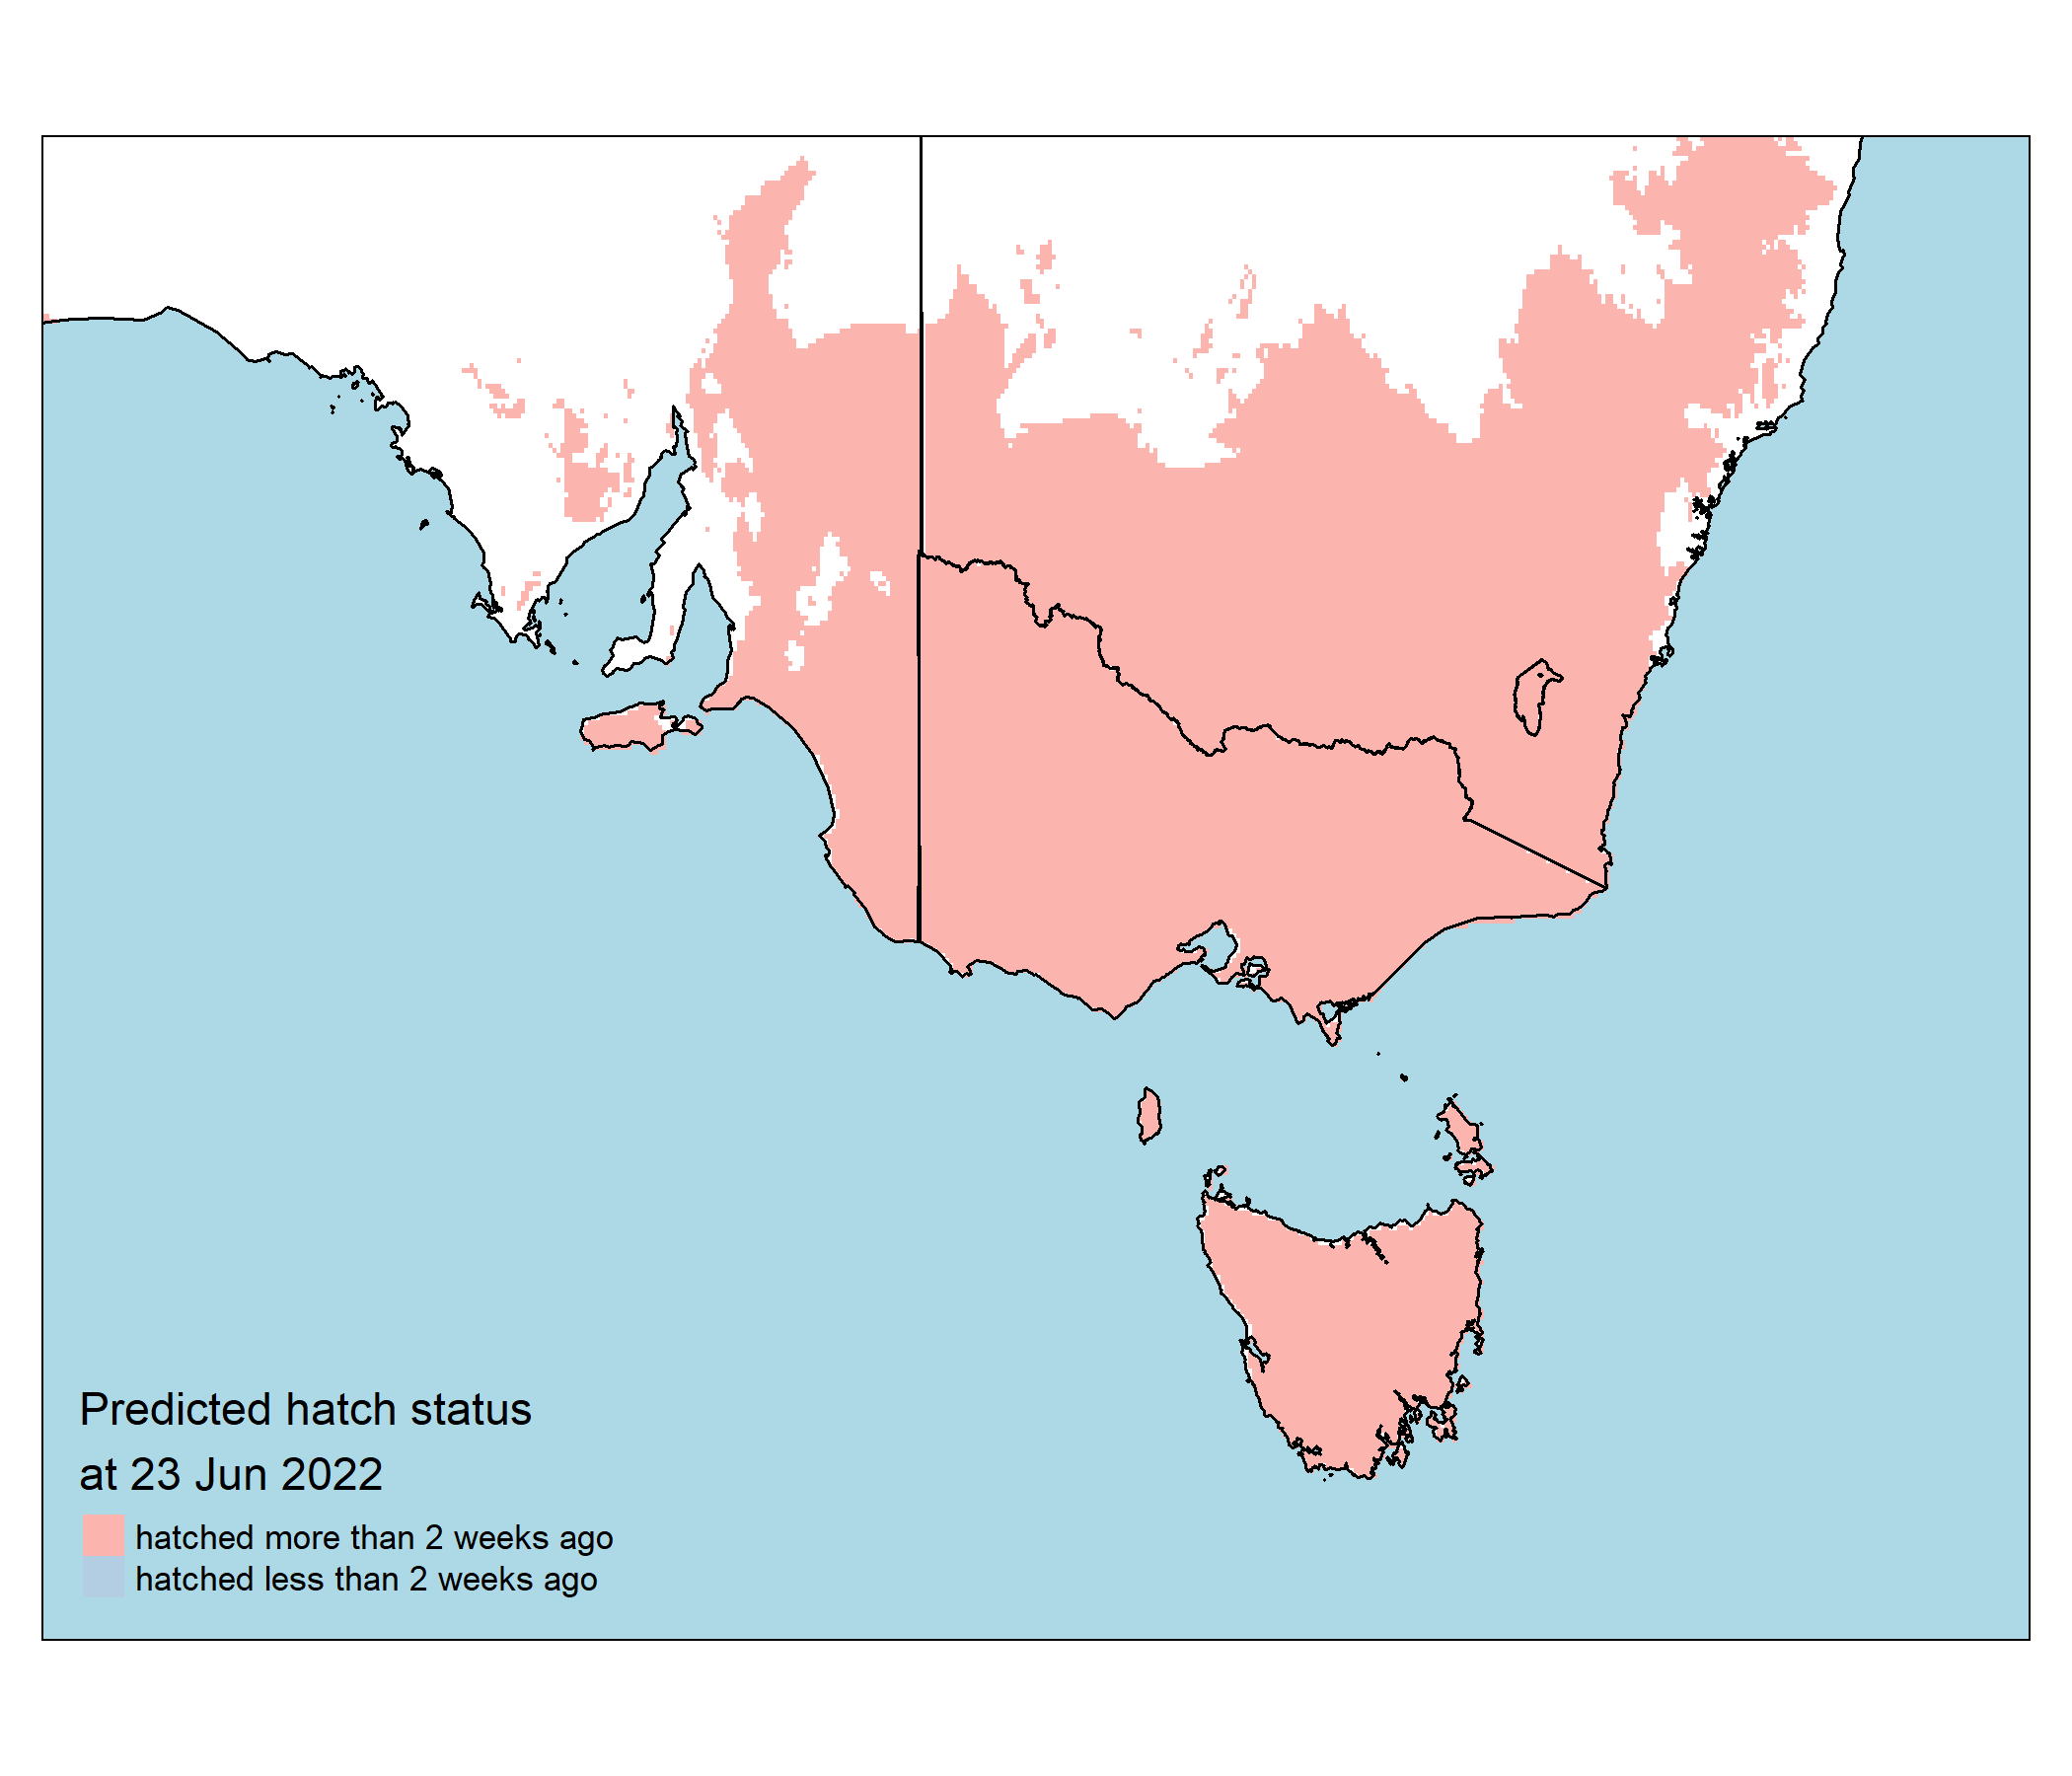 Predicted hatch status
at 23 Jun 2022
hatched more than 2 weeks ago
hatched less than 2 weeks ago